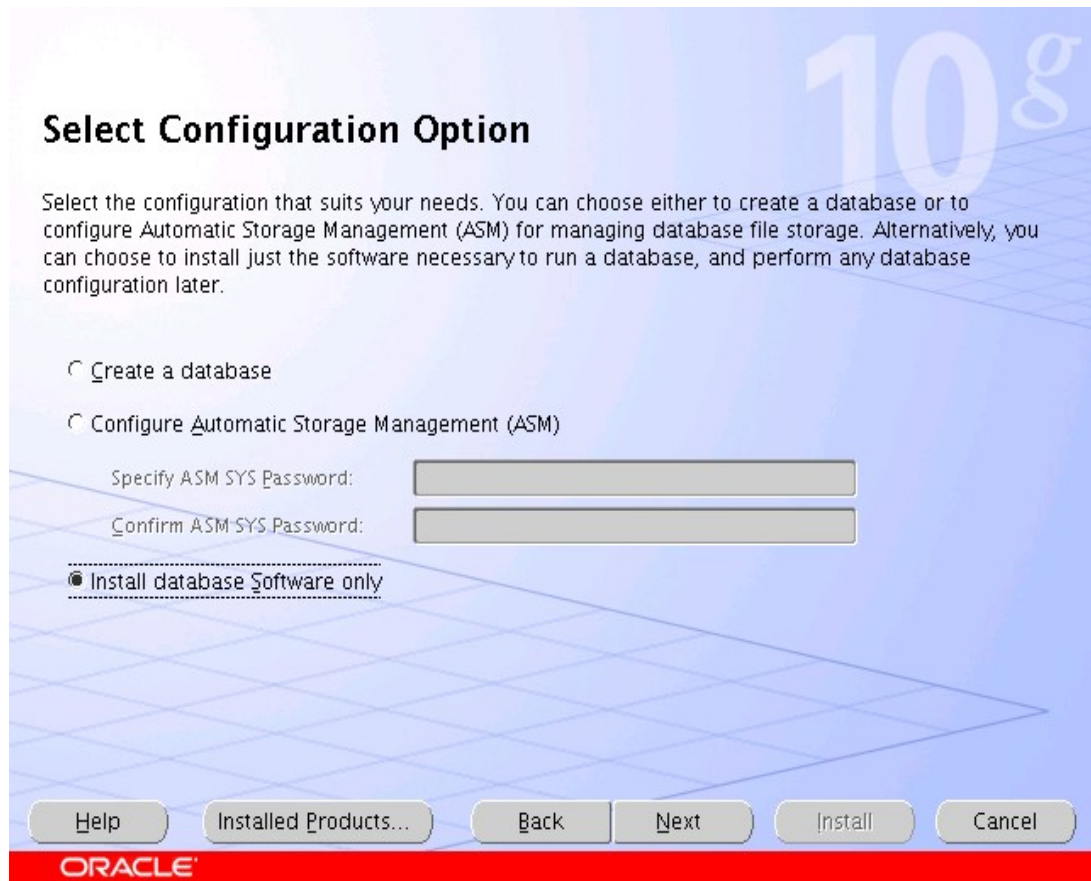 10g
Select Configuration Option
Select the configuration that suits your needs. You can choose either to create a database or to
configure Automatic Storage Management (ASM) for managing database file storage. Alternatively, you
can choose to install just the software necessary to run a database, and perform any database
configuration later.
Create a database
Configure Automatic Storage Management (ASM)
Specify ASM SYS Password:
Confirm ASM SYS Password:
Install database Software only
Help Installed Products... Back Next Install Cancel
ORACLE